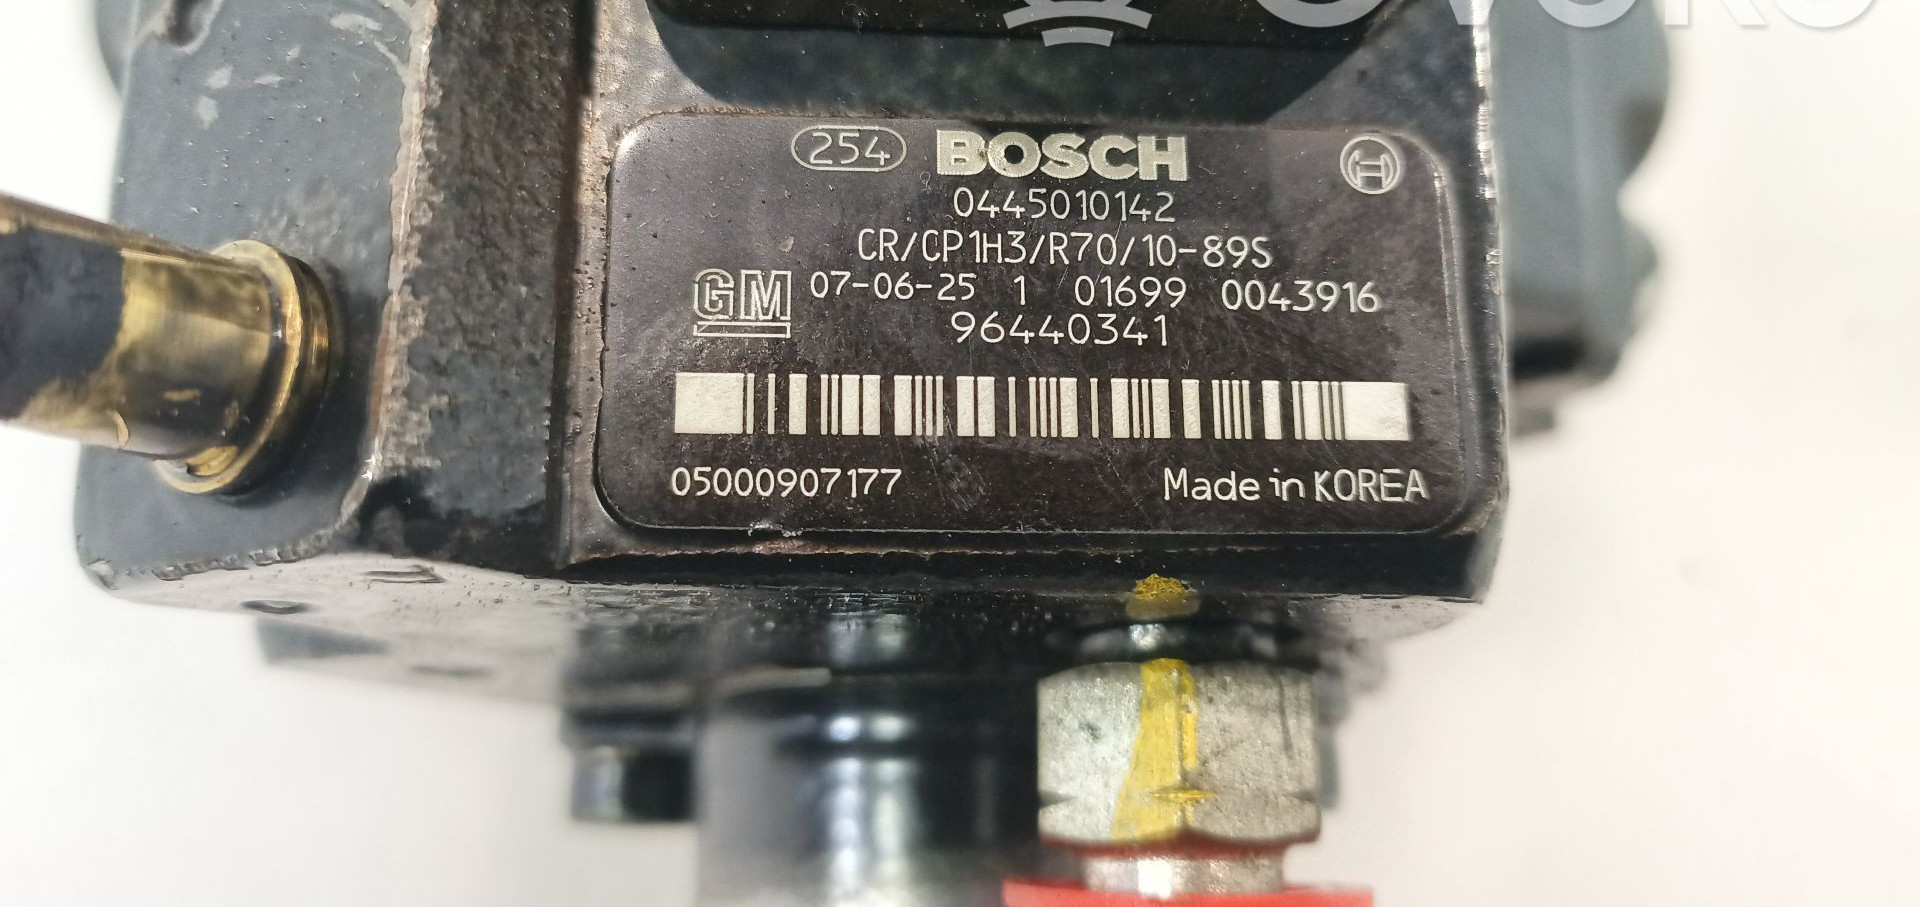 254 BOSCH
0445010142
CR/CP1H3/R70/10-89S
GM 07-06-25 1 01699 0043916
96440341
05000907177 Made in KOREA